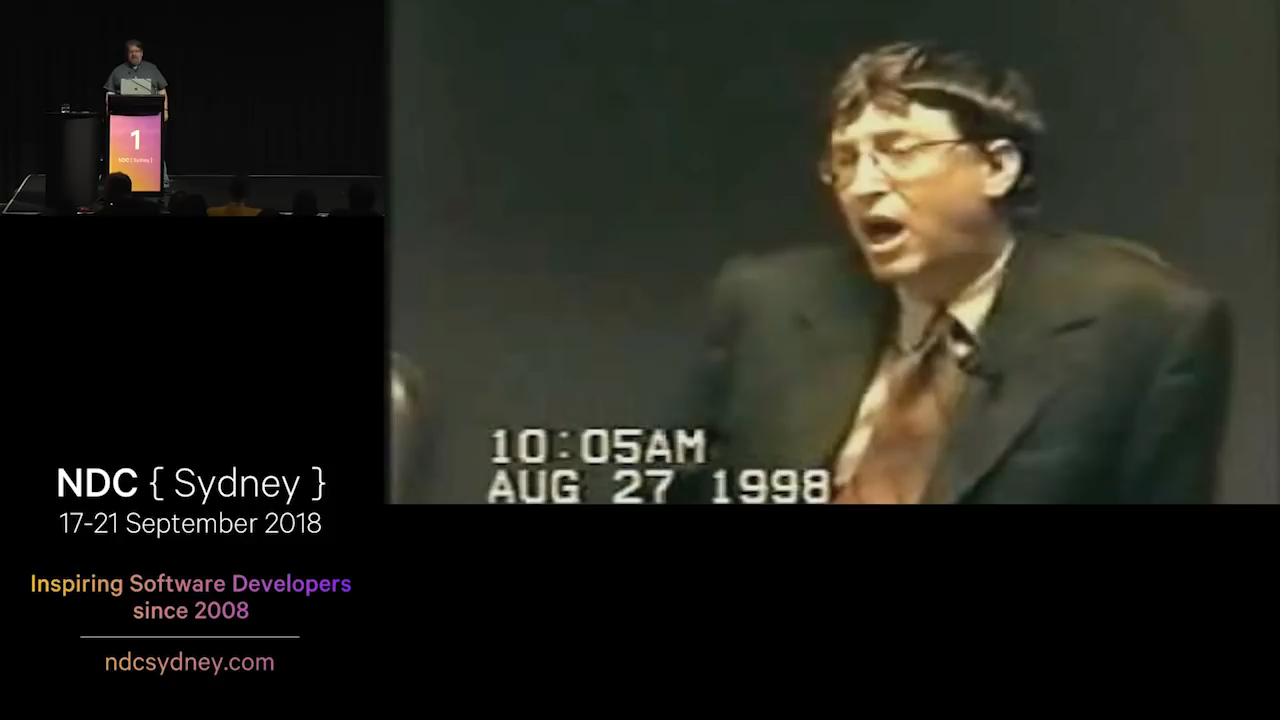 1
NDC { Sydney }
10:05AM
AUG 27 1998
NDC { Sydney }
17-21 September 2018
Inspiring Software Developers
since 2008
ndcsydney.com